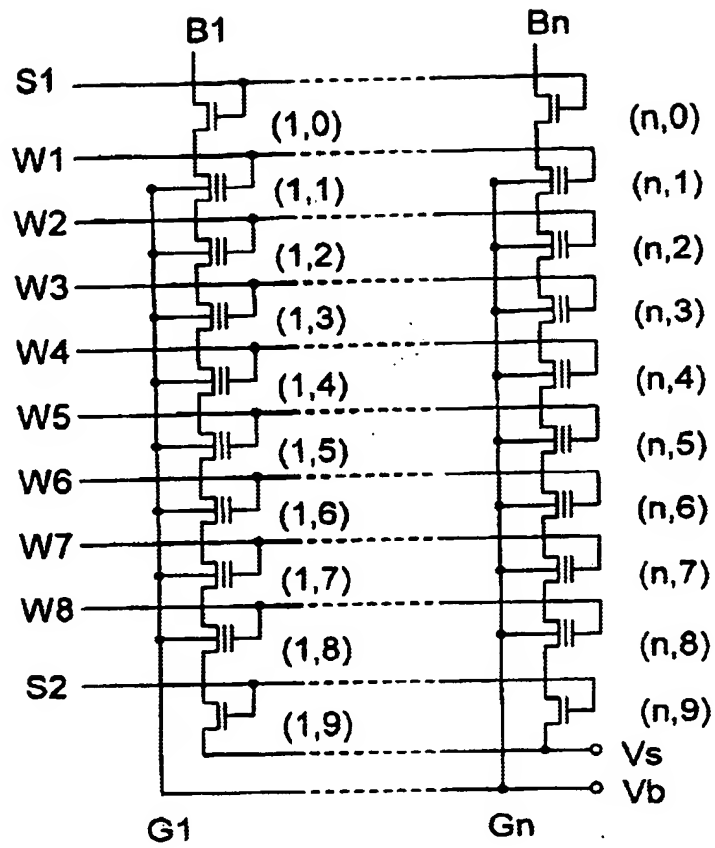 B1 Bn
S1
(1,0) (n,0)
W1
(1,1) (n,1)
W2
(1,2) (n,2)
W3
(1,3) (n,3)
W4
(1,4) (n,4)
W5
(1,5) (n,5)
W6
(1,6) (n,6)
W7
(1,7) (n,7)
W8
(1,8) (n,8)
S2
(1,9) (n,9)
Vs
Vb
G1 Gn